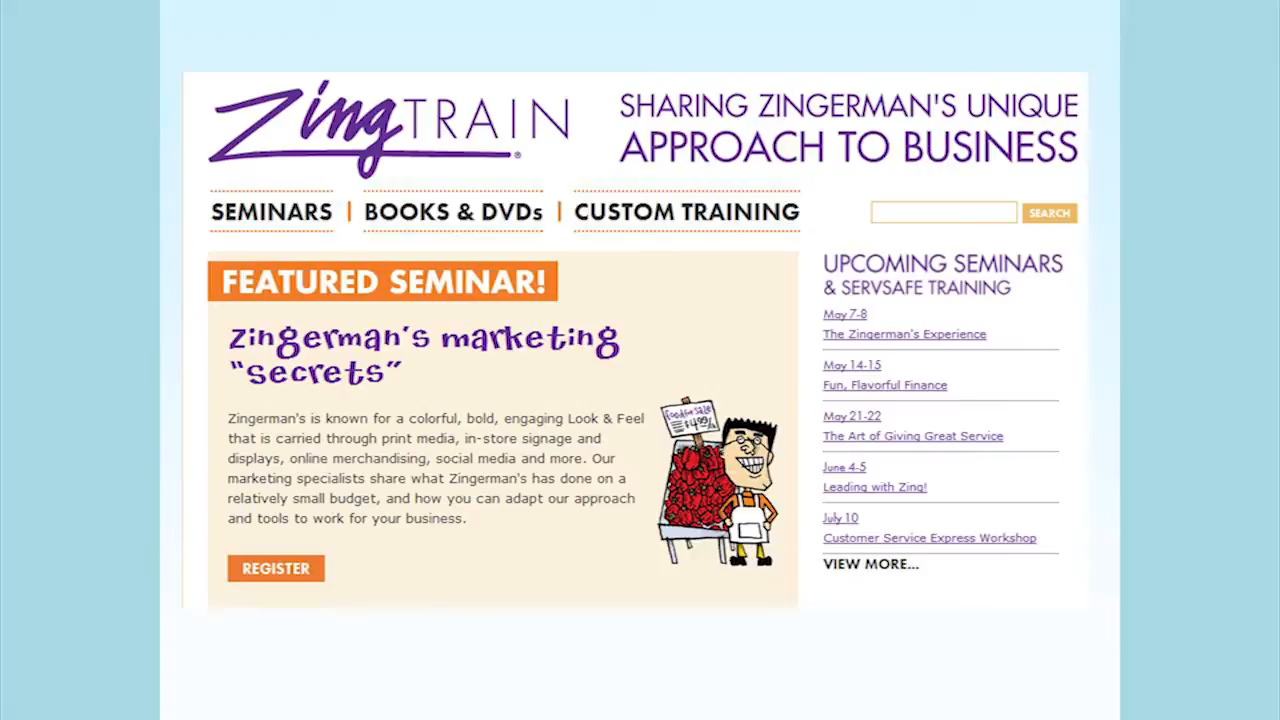 ZingTRAIN®
SHARING ZINGERMAN'S UNIQUE
APPROACH TO BUSINESS
SEMINARS | BOOKS & DVDs | CUSTOM TRAINING
SEARCH
FEATURED SEMINAR!
Zingerman's marketing
"secrets"
Zingerman's is known for a colorful, bold, engaging Look & Feel
that is carried through print media, in-store signage and
displays, online merchandising, social media and more. Our
marketing specialists share what Zingerman's has done on a
relatively small budget, and how you can adapt our approach
and tools to work for your business.
REGISTER
food for sale
$4.99/
UPCOMING SEMINARS
& SERVSAFE TRAINING
May 7-8
The Zingerman's Experience
May 14-15
Fun, Flavorful Finance
May 21-22
The Art of Giving Great Service
June 4-5
Leading with Zing!
July 10
Customer Service Express Workshop
VIEW MORE...